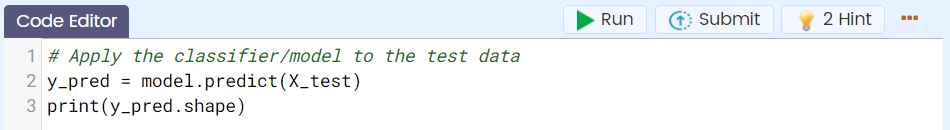 Code Editor
Run
Submit
2 Hint
1 # Apply the classifier/model to the test data
2 y_pred = model.predict(X_test)
3 print(y_pred.shape)